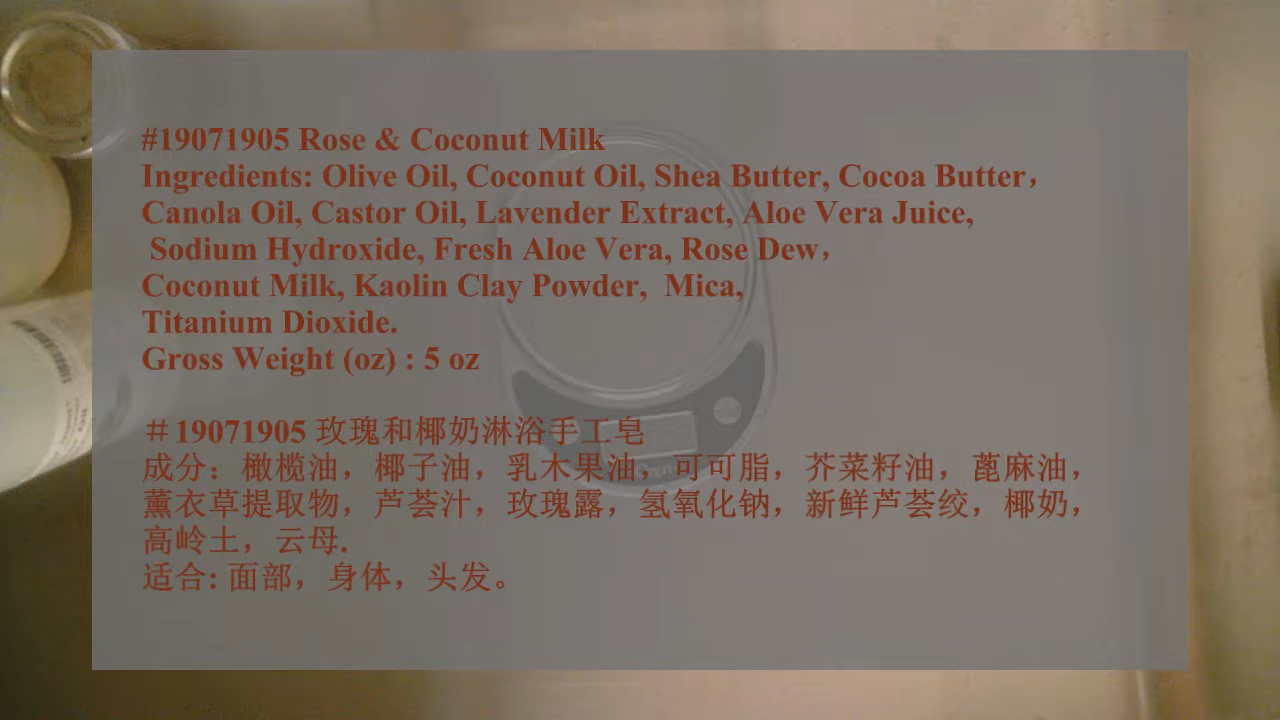 #19071905 Rose & Coconut Milk
Ingredients: Olive Oil, Coconut Oil, Shea Butter, Cocoa Butter，
Canola Oil, Castor Oil, Lavender Extract, Aloe Vera Juice,
Sodium Hydroxide, Fresh Aloe Vera, Rose Dew，
Coconut Milk, Kaolin Clay Powder,  Mica,
Titanium Dioxide.
Gross Weight (oz) : 5 oz
＃19071905 玫瑰和椰奶淋浴手工皂
成分：橄榄油，椰子油，乳木果油，可可脂，芥菜籽油，蓖麻油，
薰衣草提取物，芦荟汁，玫瑰露，氢氧化钠，新鲜芦荟绞，椰奶，
高岭土，云母.
适合: 面部，身体，头发。